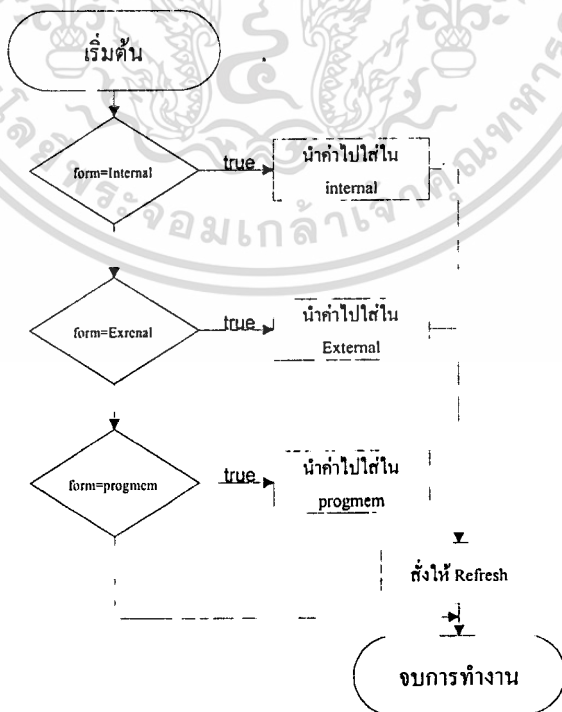 เริ่มต้น
form=Internal
true
นำค่าไปใส่ใน
internal
form=Exrenal
true
นำค่าไปใส่ใน
External
form=progmem
true
นำค่าไปใส่ใน
progmem
สั่งให้ Refresh
จบการทำงาน